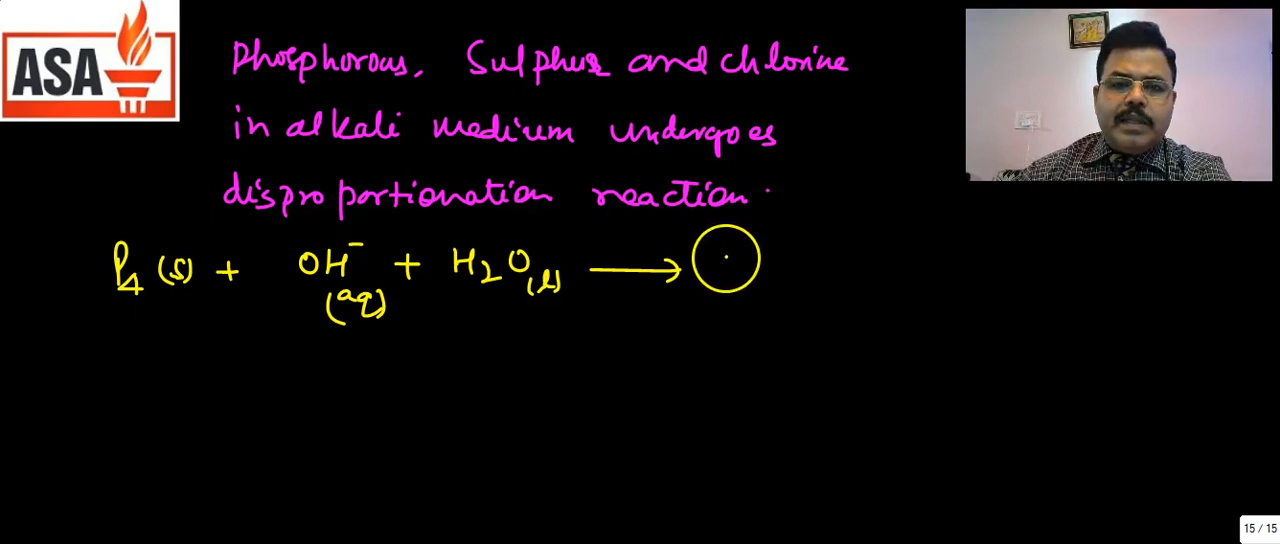 ASA
Phosphorous, Sulphur and chlorine
in alkali medium undergoes
disproportionation reaction.
P₄ (s) + OH⁻ (aq) + H₂O (l) ⟶
15 / 15